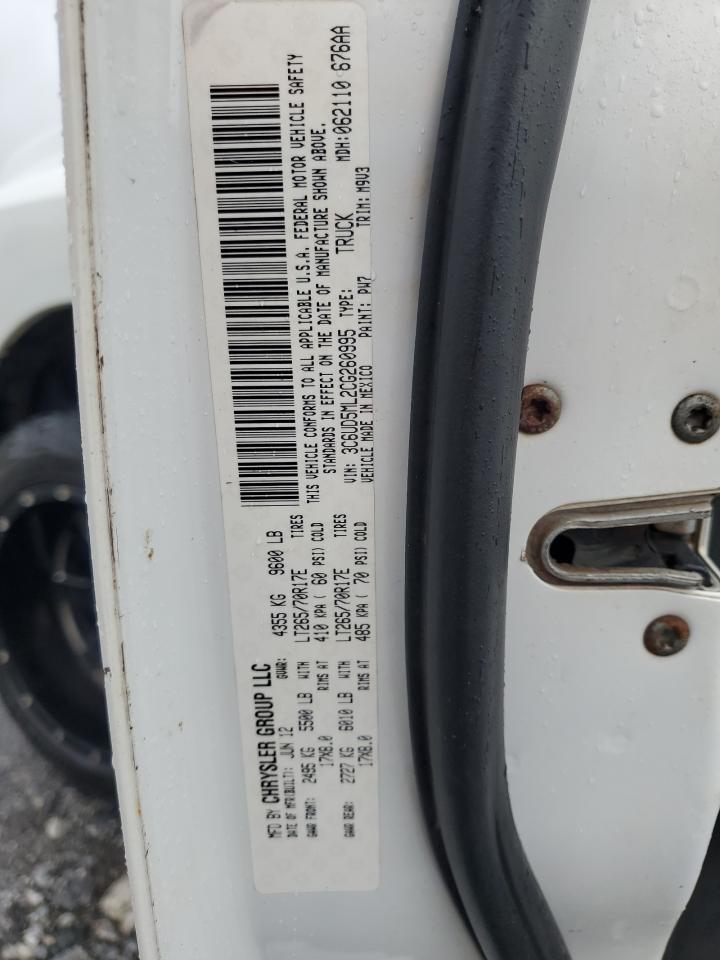 MFD BY CHRYSLER GROUP LLC
DATE OF MFR(BUILT): JUN 12 GVWR: 4355 KG 9600 LB
GAWR FRONT: 2495 KG 5500 LB WITH LT265/70R17E TIRES
17X8.0 RIMS AT 410 KPA ( 60 PSI) COLD
GAWR REAR: 2727 KG 6010 LB WITH LT265/70R17E TIRES
17X8.0 RIMS AT 485 KPA ( 70 PSI) COLD
THIS VEHICLE CONFORMS TO ALL APPLICABLE U.S.A. FEDERAL MOTOR VEHICLE SAFETY
STANDARDS IN EFFECT ON THE DATE OF MANUFACTURE SHOWN ABOVE.
VIN: 3C6UD5ML2CG260995 TYPE: TRUCK MDH:062110 676AA
VEHICLE MADE IN MEXICO PAINT: PW7 TRIM: M9V3